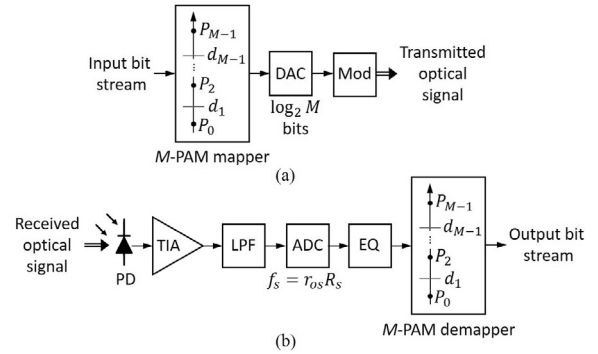 P_{M−1}
d_{M−1}
⋮
P_2
d_1
P_0
Input bit
stream
DAC
Mod
Transmitted
optical
signal
log_2 M
bits
M-PAM mapper
(a)
Received
optical
signal
PD
TIA
LPF
ADC
EQ
f_s = r_{os}R_s
P_{M−1}
d_{M−1}
⋮
P_2
d_1
P_0
Output bit
stream
M-PAM demapper
(b)